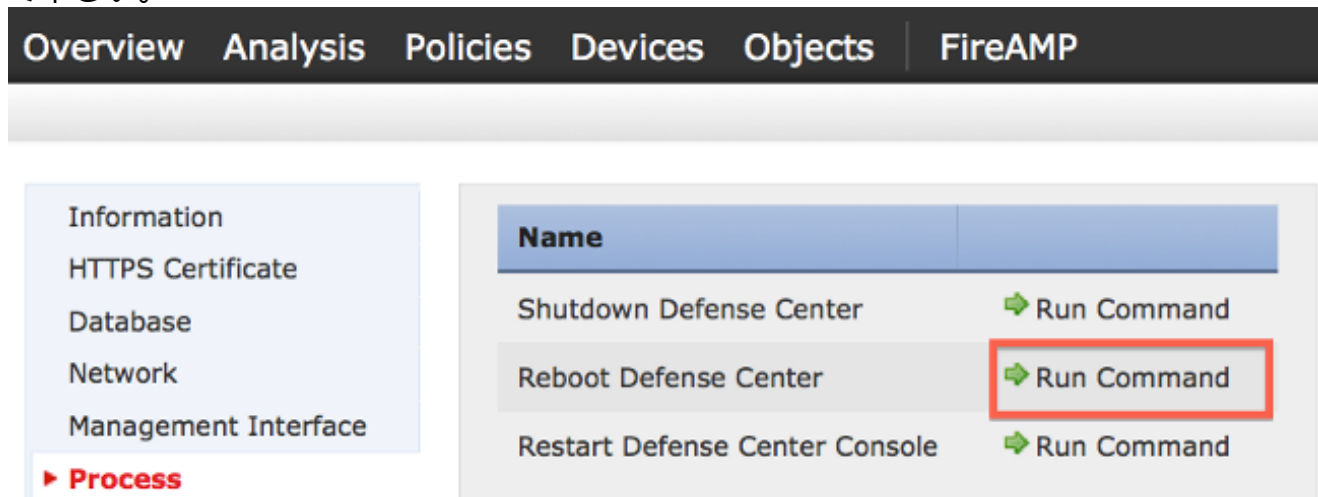 Overview Analysis Policies Devices Objects FireAMP
Information
HTTPS Certificate
Database
Network
Management Interface
Process
Name
Shutdown Defense Center Run Command
Reboot Defense Center Run Command
Restart Defense Center Console Run Command